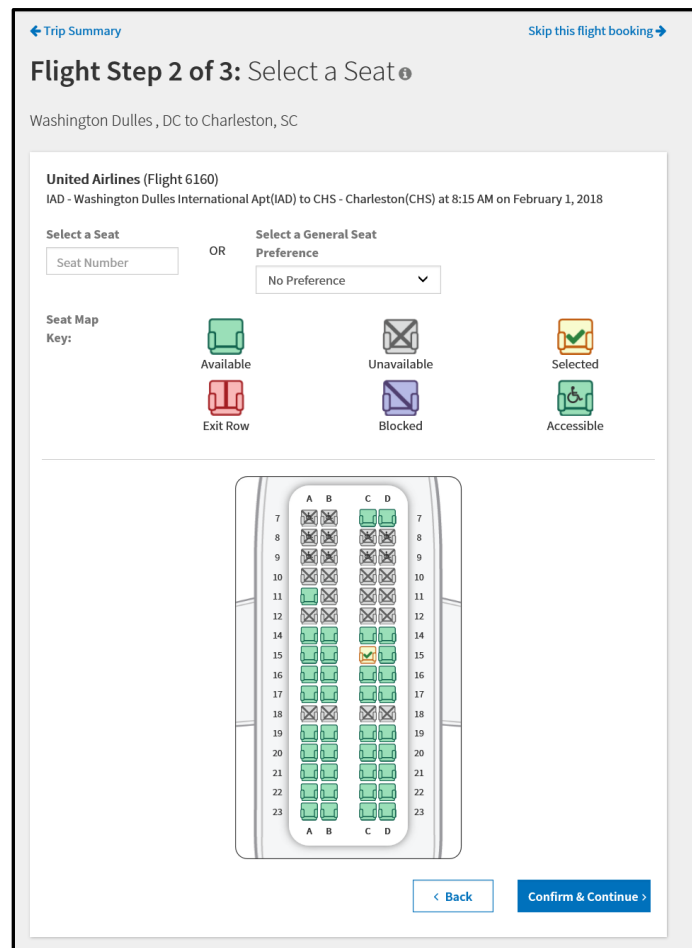 Trip Summary
Skip this flight booking
Flight Step 2 of 3: Select a Seat
Washington Dulles , DC to Charleston, SC
United Airlines (Flight 6160)
IAD - Washington Dulles International Apt(IAD) to CHS - Charleston(CHS) at 8:15 AM on February 1, 2018
Select a Seat
Seat Number
OR
Select a General Seat
Preference
No Preference
Seat Map
Key:
Available
Unavailable
Selected
Exit Row
Blocked
Accessible
A B C D
7 7
8 8
9 9
10 10
11 11
12 12
14 14
15 15
16 16
17 17
18 18
19 19
20 20
21 21
22 22
23 23
A B C D
< Back
Confirm & Continue >